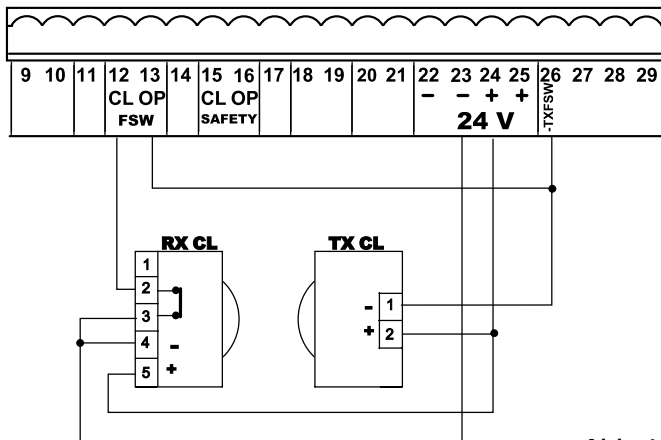 9 10 11 12 13 14 15 16 17 18 19 20 21 22 23 24 25 26 27 28 29
CL OP CL OP - - + +
FSW SAFETY 24 V -TXFSW
RX CL TX CL
1
2
3
4 -
5 +
- 1
+ 2